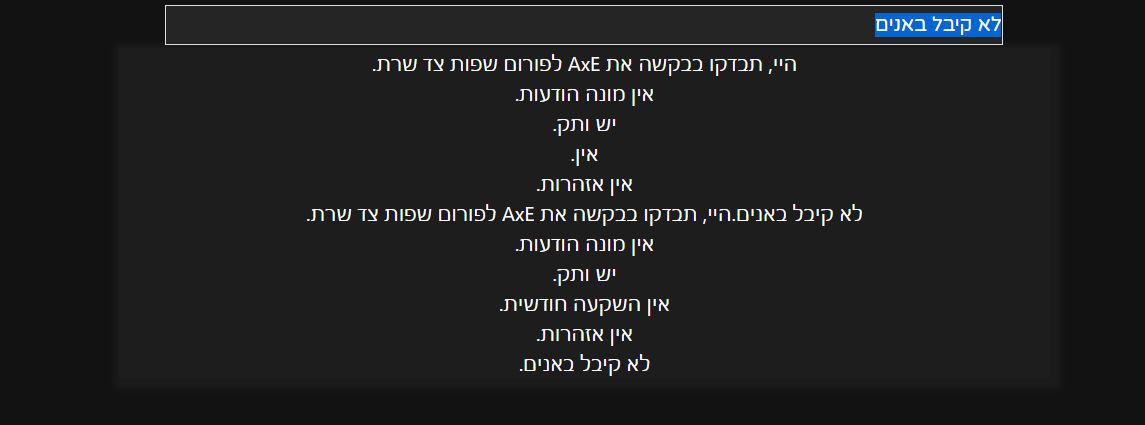 לא קיבל באנים
היי, תבדקו בבקשה את AxE לפורום שפות צד שרת.
אין מונה הודעות.
יש ותק.
אין.
אין אזהרות.
לא קיבל באנים.היי, תבדקו בבקשה את AxE לפורום שפות צד שרת.
אין מונה הודעות.
יש ותק.
אין השקעה חודשית.
אין אזהרות.
לא קיבל באנים.